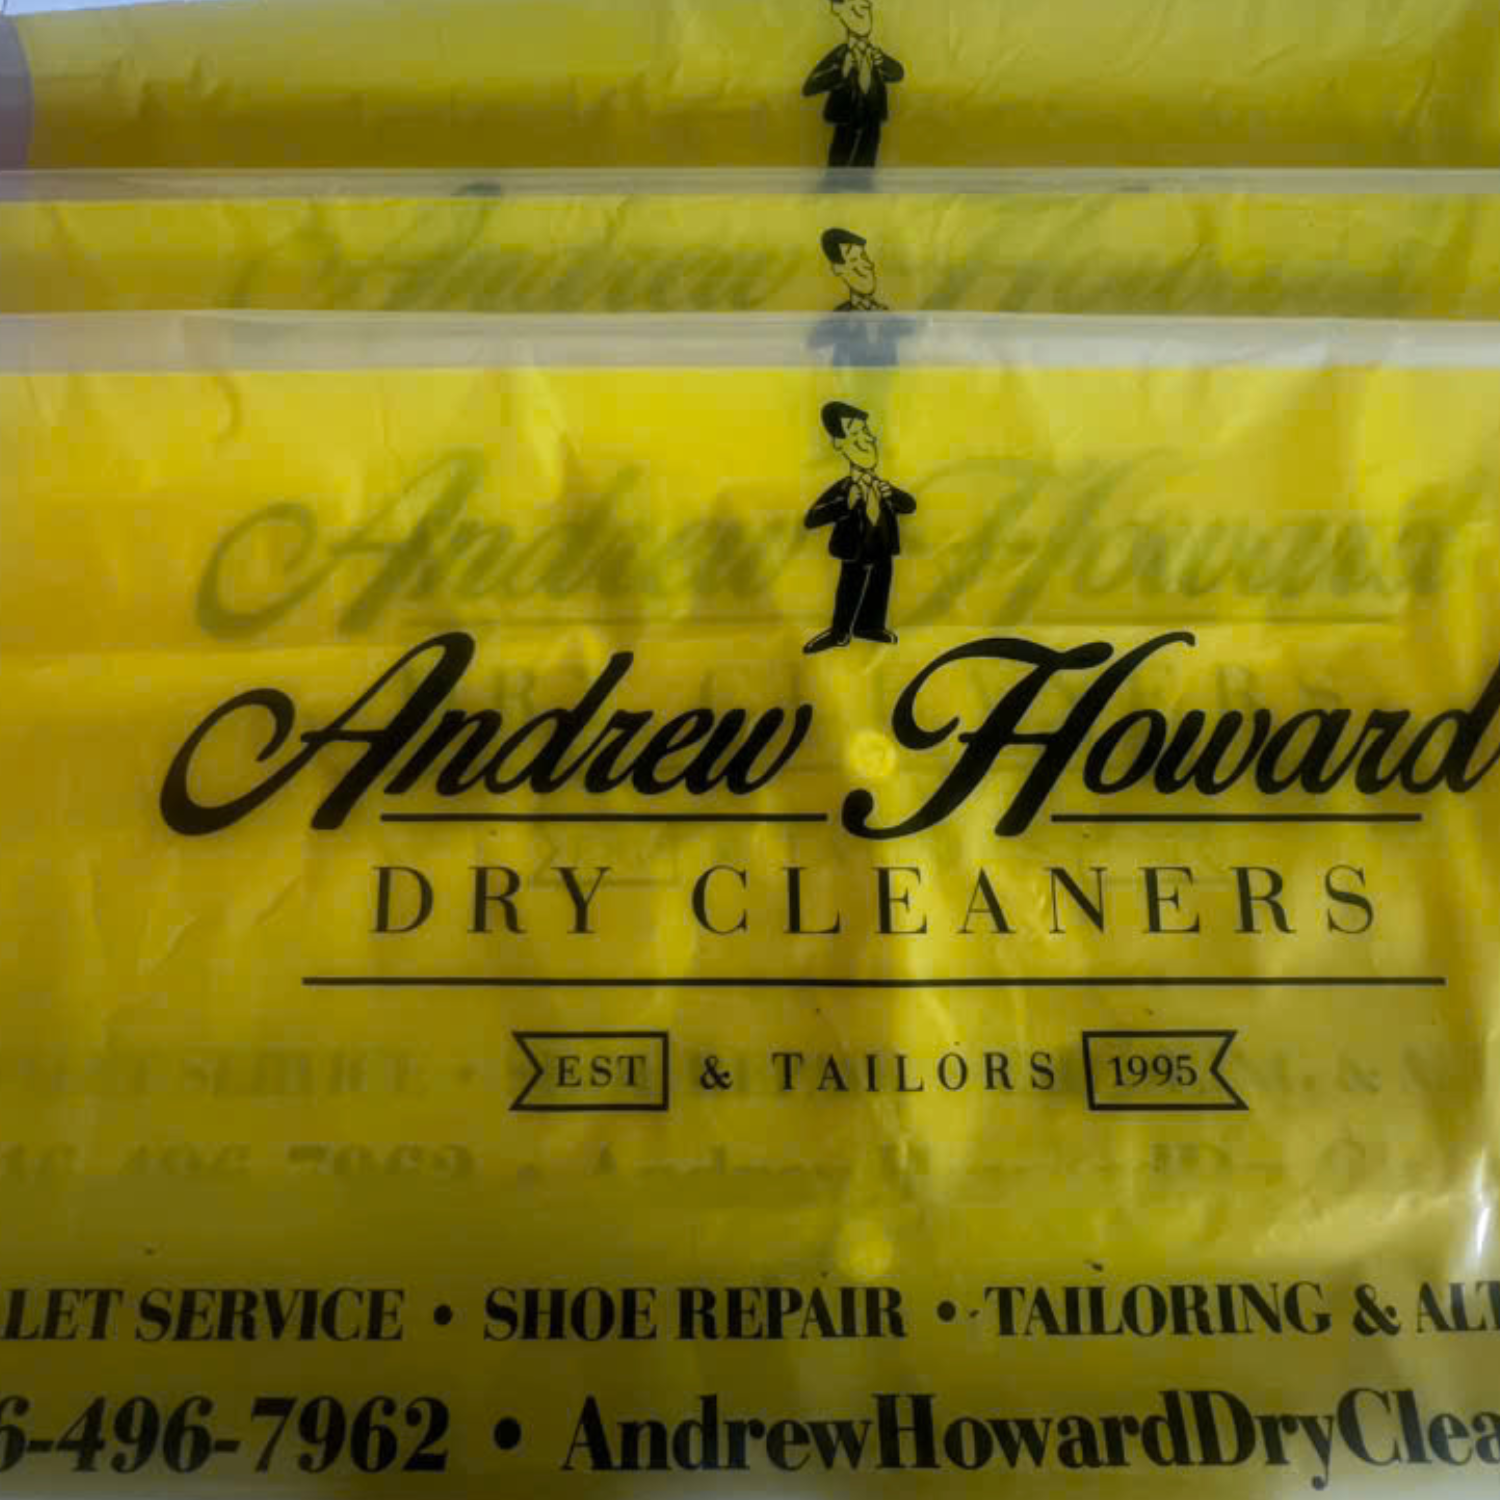 Andrew Howard
DRY CLEANERS
EST & TAILORS 1995
LET SERVICE • SHOE REPAIR • TAILORING & ALT
6-496-7962 • AndrewHowardDryClea